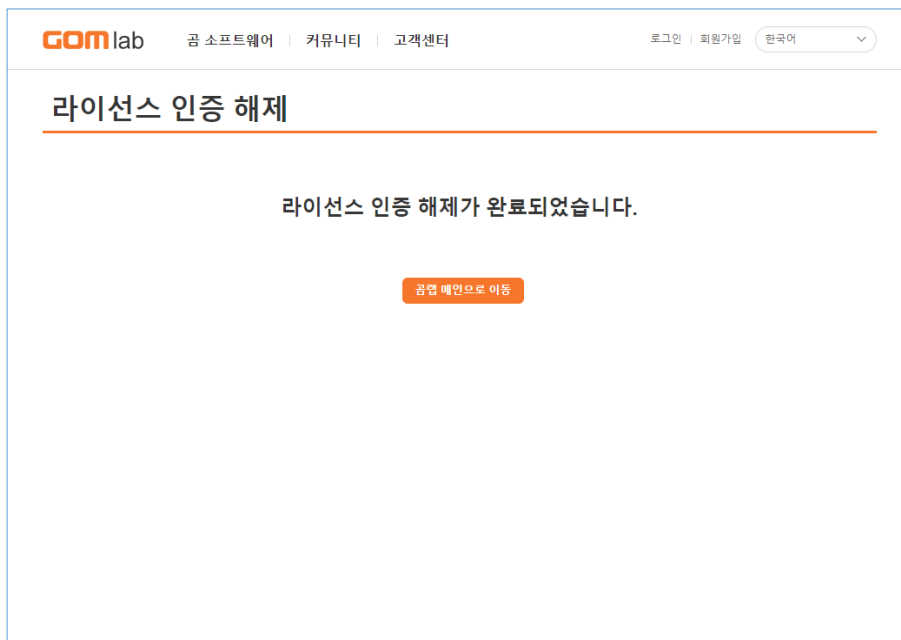 GOM lab 곰 소프트웨어 커뮤니티 고객센터 로그인 회원가입 한국어
라이선스 인증 해제
라이선스 인증 해제가 완료되었습니다.
곰랩 메인으로 이동